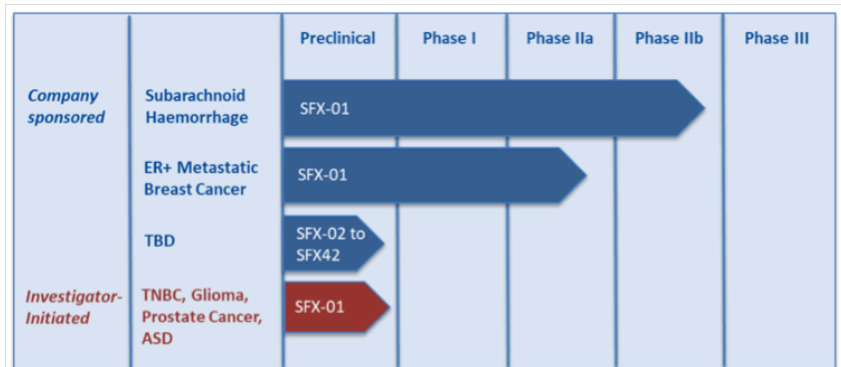 Preclinical Phase I Phase IIa Phase IIb Phase III
Company
sponsored
Subarachnoid
Haemorrhage
SFX-01
ER+ Metastatic
Breast Cancer
SFX-01
TBD
SFX-02 to
SFX42
Investigator-
Initiated
TNBC, Glioma,
Prostate Cancer,
ASD
SFX-01